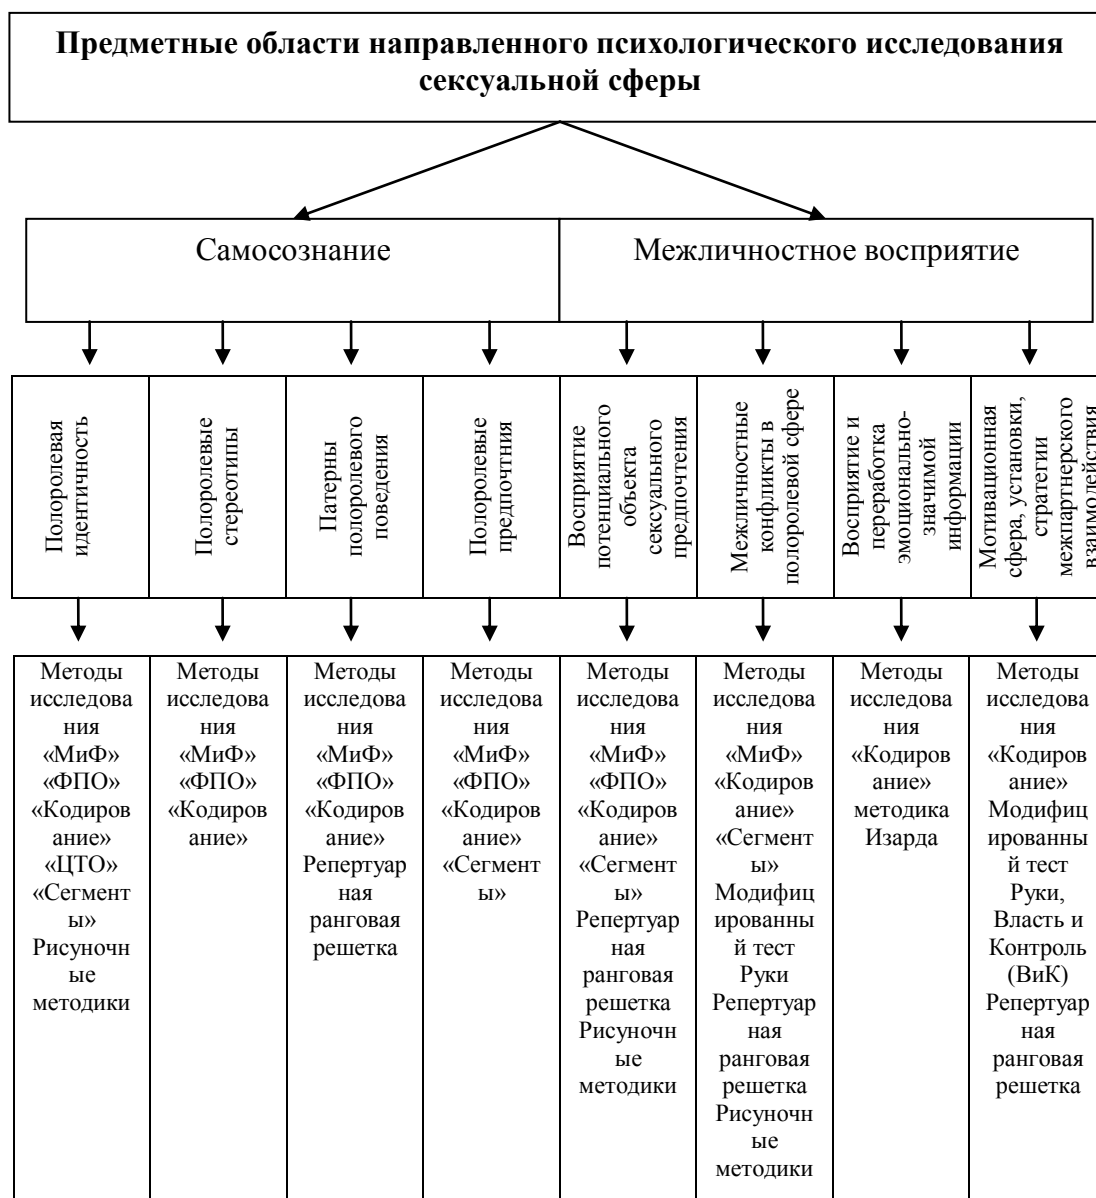 Предметные области направленного психологического исследования
сексуальной сферы
Самосознание
Межличностное восприятие
Полоролевая
идентичность
Полоролевые
стереотипы
Патерны
полоролевого
поведения
Полоролевые
предпочтния
Восприятие
потенциального
объекта
сексуального
предпочтения
Межличностные
конфликты в
полоролевой сфере
Восприятие и
переработка
эмоционально-
значимой
информации
Мотивационная
сфера, установки,
стратегии
межпартнерского
взаимодействия
Методы
исследова
ния
«МиФ»
«ФПО»
«Кодиров
ание»
«ЦТО»
«Сегмент
ы»
Рисуночн
ые
методики
Методы
исследова
ния
«МиФ»
«ФПО»
«Кодиров
ание»
Методы
исследова
ния
«МиФ»
«ФПО»
«Кодиров
ание»
Репертуар
ная
ранговая
решетка
Методы
исследова
ния
«МиФ»
«ФПО»
«Кодиров
ание»
«Сегмент
ы»
Методы
исследова
ния
«МиФ»
«ФПО»
«Кодиров
ание»
«Сегмент
ы»
Репертуар
ная
ранговая
решетка
Рисуночн
ые
методики
Методы
исследова
ния
«МиФ»
«Кодиров
ание»
«Сегмент
ы»
Модифиц
ированны
й тест
Руки
Репертуар
ная
ранговая
решетка
Рисуночн
ые
методики
Методы
исследова
ния
«Кодиров
ание»
методика
Изарда
Методы
исследова
ния
«Кодиров
ание»
Модифиц
ированны
й тест
Руки,
Власть и
Контроль
(ВиК)
Репертуар
ная
ранговая
решетка